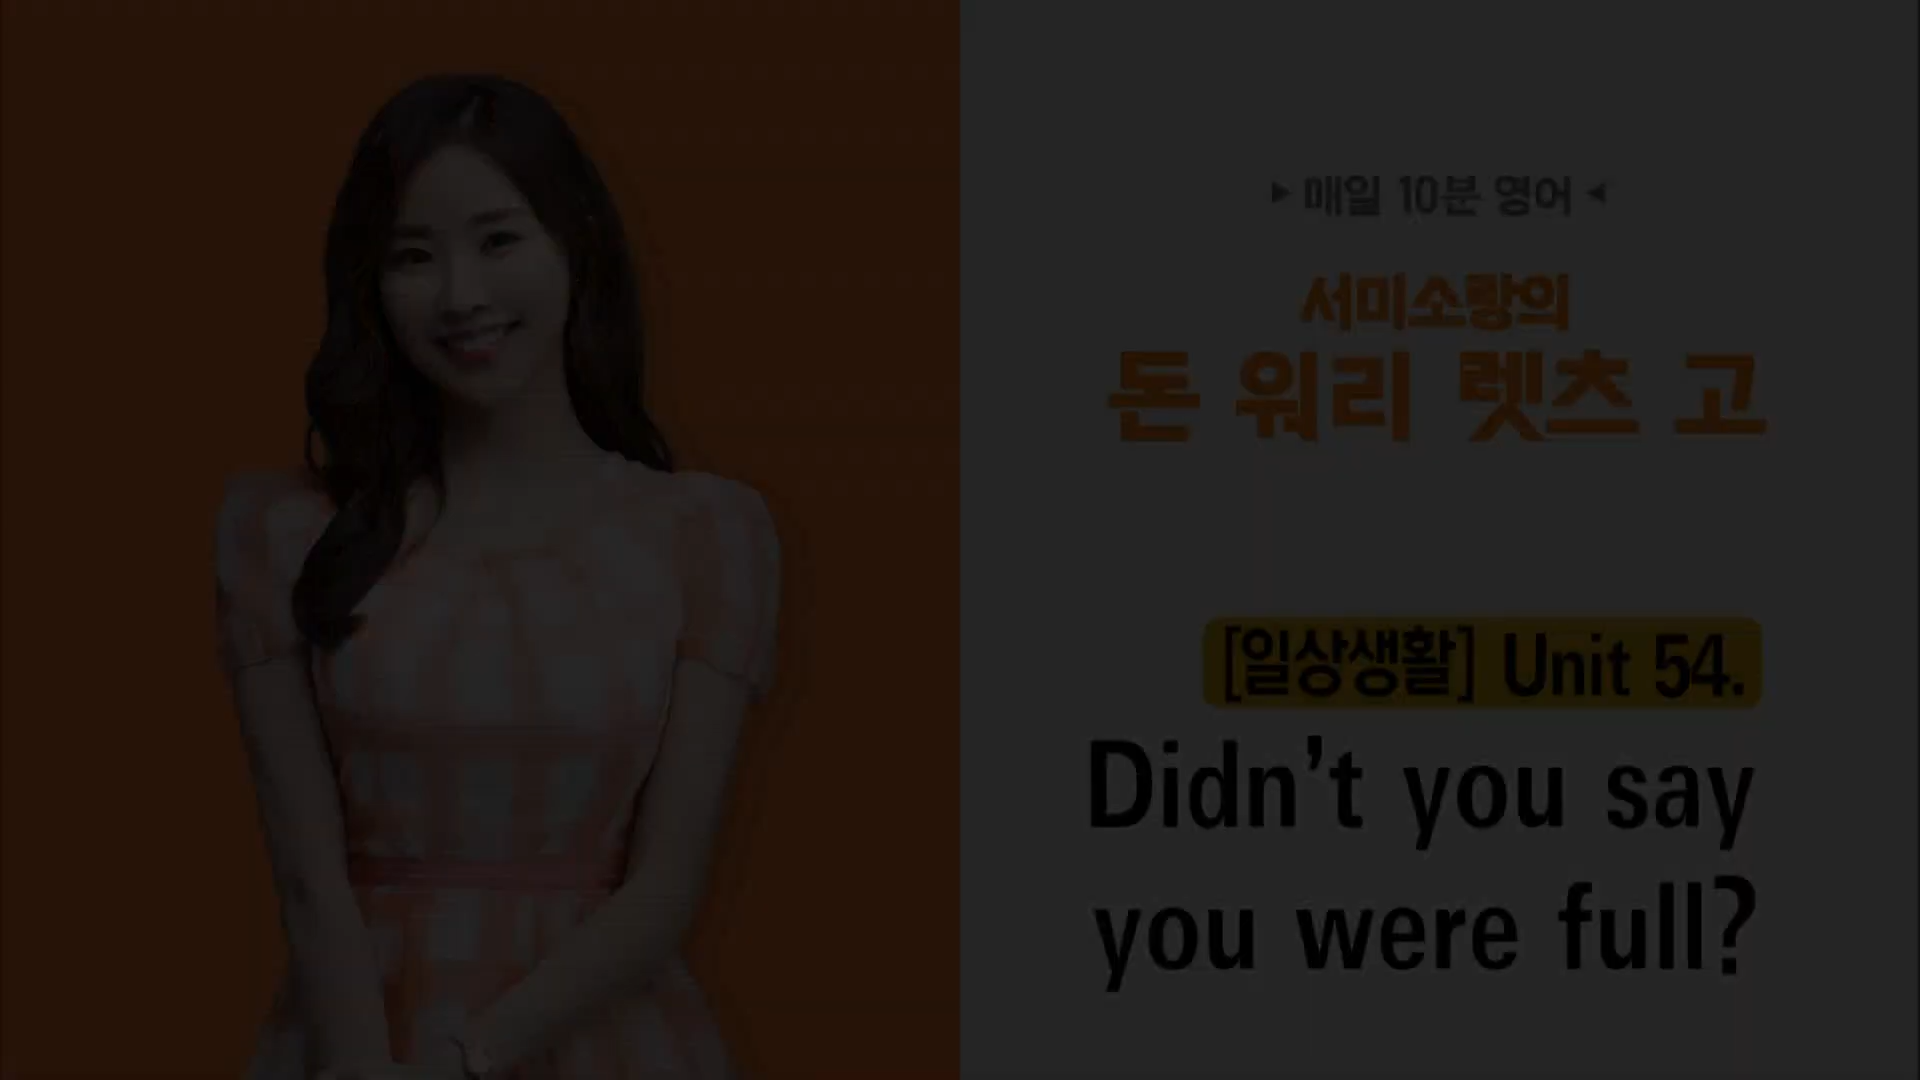 ▶ 매일 10분 영어 ◀
서미소랑의
돈 워리 렛츠 고
[일상생활] Unit 54.
Didn’t you say
you were full?